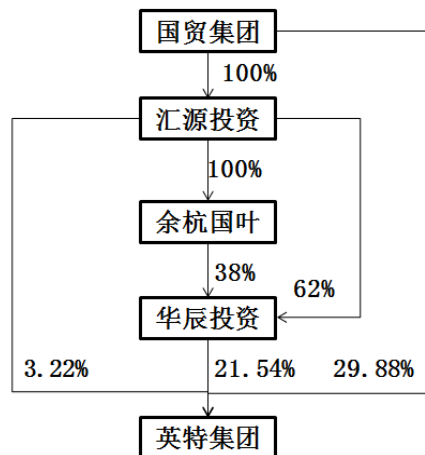 国贸集团
100%
汇源投资
100%
余杭国叶
38%
62%
华辰投资
3.22%
21.54%
29.88%
英特集团